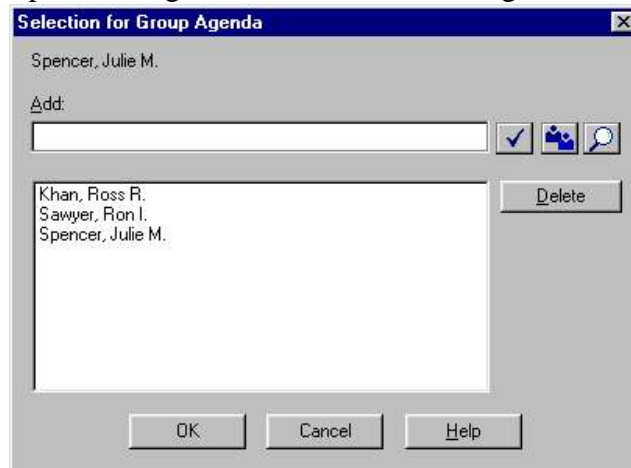 Selection for Group Agenda
Spencer, Julie M.
Add:
Khan, Ross R.
Sawyer, Ron I.
Spencer, Julie M.
Delete
OK
Cancel
Help